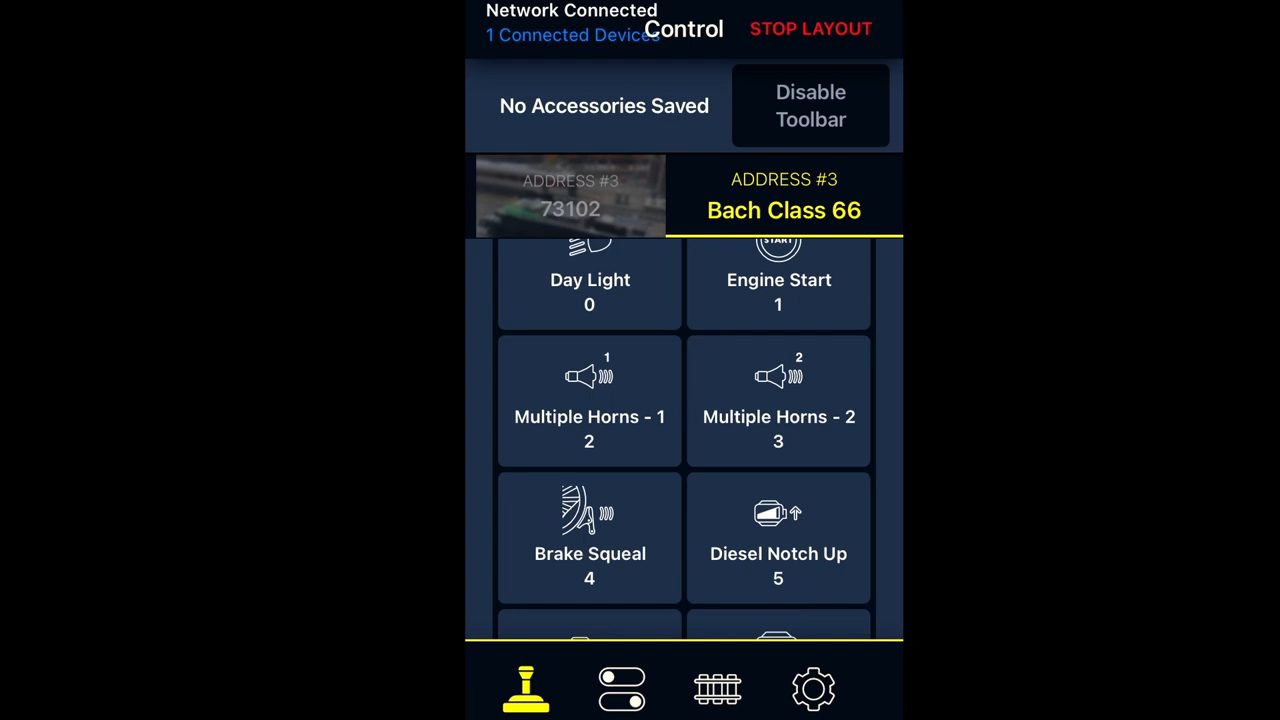 Network Connected
1 Connected Devices
Control
STOP LAYOUT
No Accessories Saved
Disable
Toolbar
ADDRESS #3
73102
ADDRESS #3
Bach Class 66
START
Day Light
0
Engine Start
1
1
Multiple Horns - 1
2
2
Multiple Horns - 2
3
Brake Squeal
4
Diesel Notch Up
5